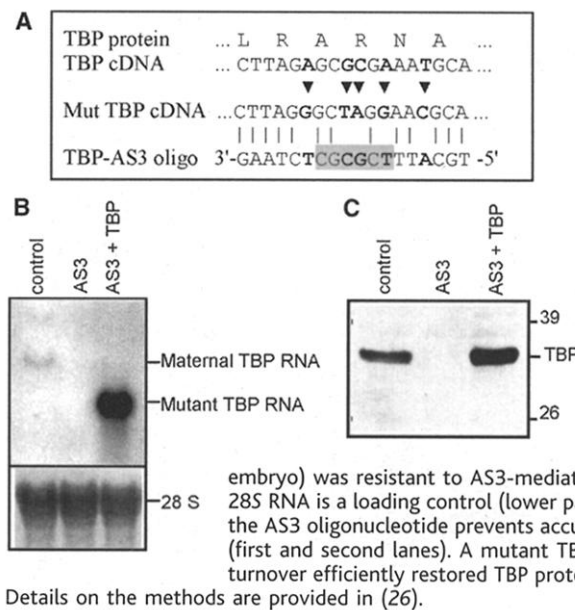 A
TBP protein L R A R N A ...
TBP cDNA ... CTTAGAGCGCGAAATGCA ...
Mut TBP cDNA ...CTTAGGGCTAGGAACGCA ...
TBP-AS3 oligo 3'-GAATCTCGCGCTTTACGT -5'
B
control
AS3
AS3 + TBP
Maternal TBP RNA
Mutant TBP RNA
28 S
C
control
AS3
AS3 + TBP
39
TBP
26
embryo) was resistant to AS3-mediat
28S RNA is a loading control (lower p
the AS3 oligonucleotide prevents accu
(first and second lanes). A mutant TB
turnover efficiently restored TBP prote
Details on the methods are provided in (26).